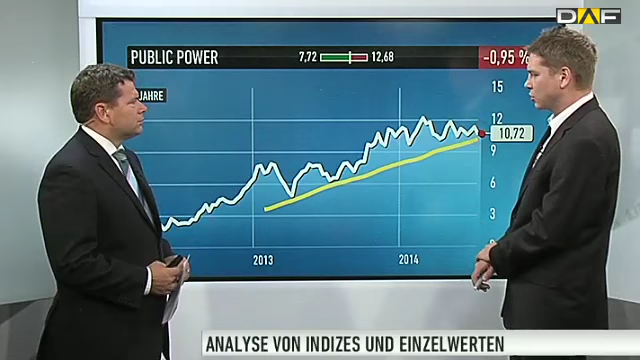 DAF
PUBLIC POWER 7,72 12,68 -0,95 %
JAHRE
15
12
10,72
9
6
3
2013 2014
ANALYSE VON INDIZES UND EINZELWERTEN